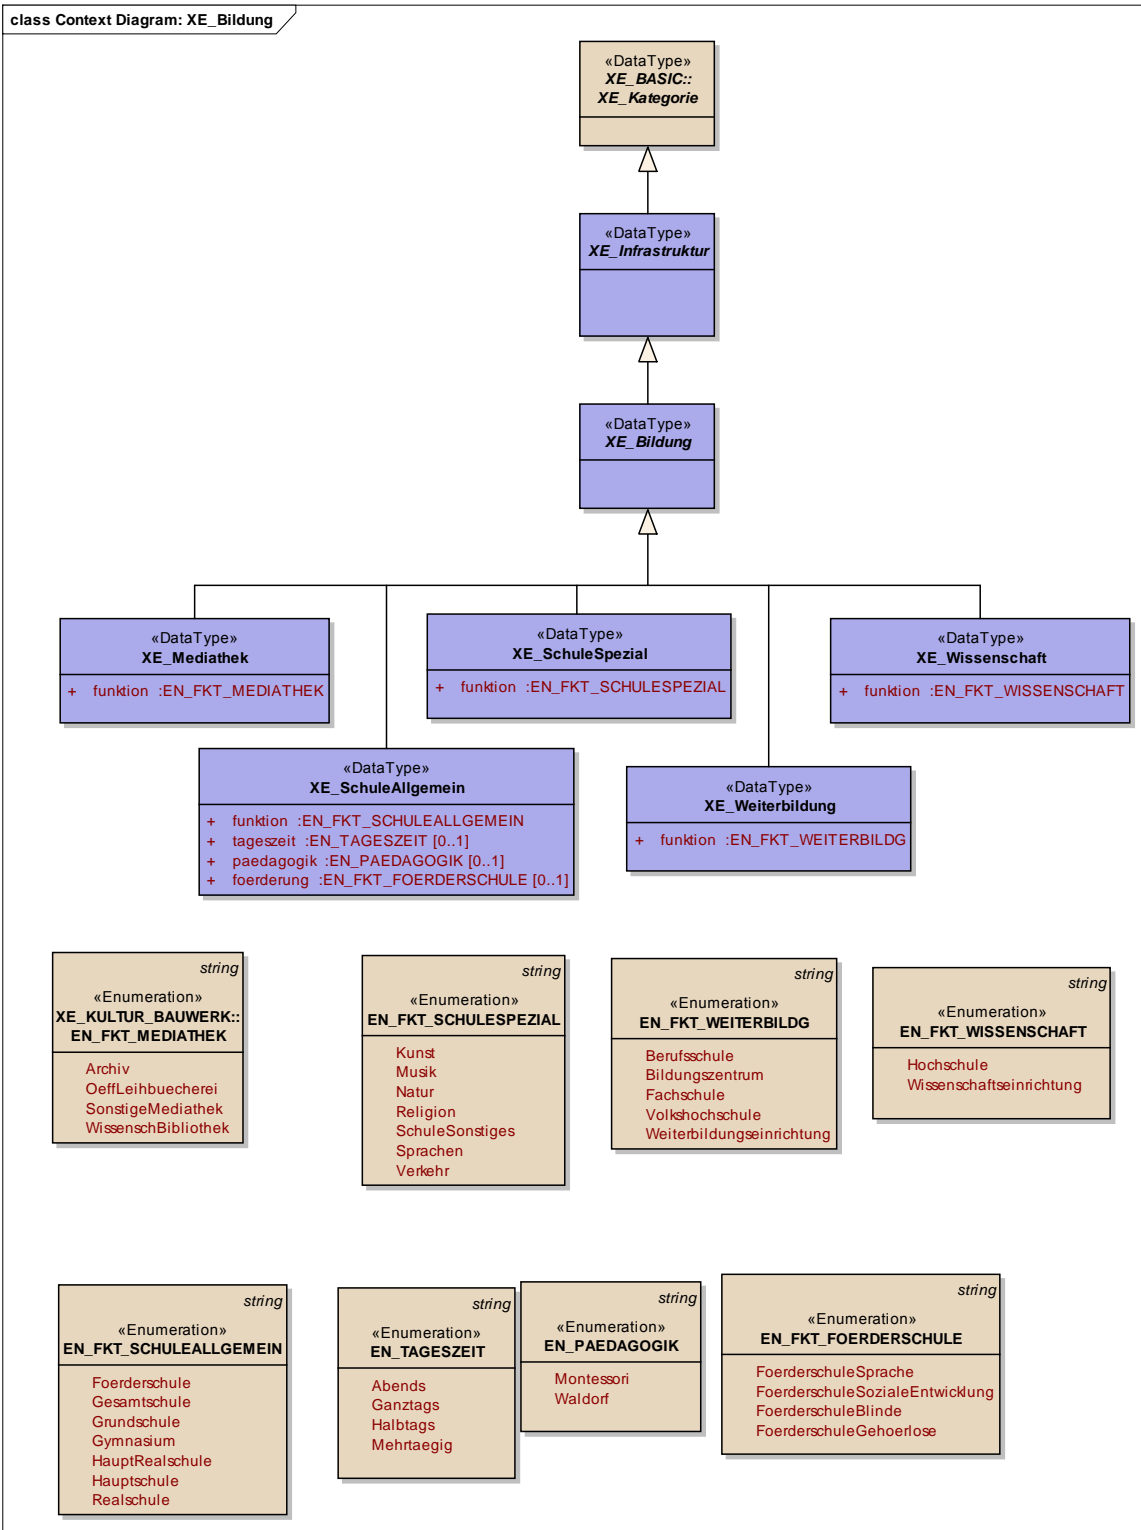 class Context Diagram: XE_Bildung
«DataType»
XE_BASIC::
XE_Kategorie
«DataType»
XE_Infrastruktur
«DataType»
XE_Bildung
«DataType»
XE_Mediathek
+ funktion :EN_FKT_MEDIATHEK
«DataType»
XE_SchuleSpezial
+ funktion :EN_FKT_SCHULESPEZIAL
«DataType»
XE_Wissenschaft
+ funktion :EN_FKT_WISSENSCHAFT
«DataType»
XE_SchuleAllgemein
+ funktion :EN_FKT_SCHULEALLGEMEIN
+ tageszeit :EN_TAGESZEIT [0..1]
+ paedagogik :EN_PAEDAGOGIK [0..1]
+ foerderung :EN_FKT_FOERDERSCHULE [0..1]
«DataType»
XE_Weiterbildung
+ funktion :EN_FKT_WEITERBILDG
string
«Enumeration»
XE_KULTUR_BAUWERK::
EN_FKT_MEDIATHEK
Archiv
OeffLeihbuecherei
SonstigeMediathek
WissenschBibliothek
string
«Enumeration»
EN_FKT_SCHULESPEZIAL
Kunst
Musik
Natur
Religion
SchuleSonstiges
Sprachen
Verkehr
string
«Enumeration»
EN_FKT_WEITERBILDG
Berufsschule
Bildungszentrum
Fachschule
Volkshochschule
Weiterbildungseinrichtung
string
«Enumeration»
EN_FKT_WISSENSCHAFT
Hochschule
Wissenschaftseinrichtung
string
«Enumeration»
EN_FKT_SCHULEALLGEMEIN
Foerderschule
Gesamtschule
Grundschule
Gymnasium
HauptRealschule
Hauptschule
Realschule
string
«Enumeration»
EN_TAGESZEIT
Abends
Ganztags
Halbtags
Mehrtaegig
string
«Enumeration»
EN_PAEDAGOGIK
Montessori
Waldorf
string
«Enumeration»
EN_FKT_FOERDERSCHULE
FoerderschuleSprache
FoerderschuleSozialeEntwicklung
FoerderschuleBlinde
FoerderschuleGehoerlose